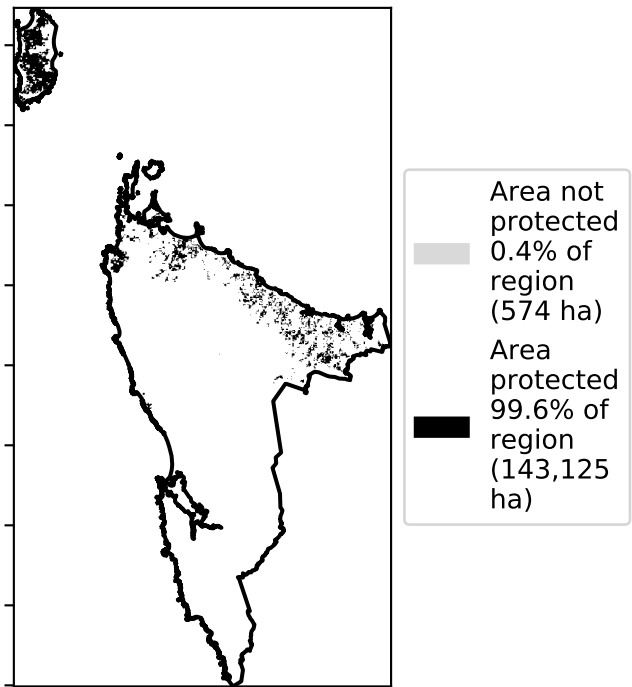 Area not
protected
0.4% of
region
(574 ha)
Area
protected
99.6% of
region
(143,125
ha)